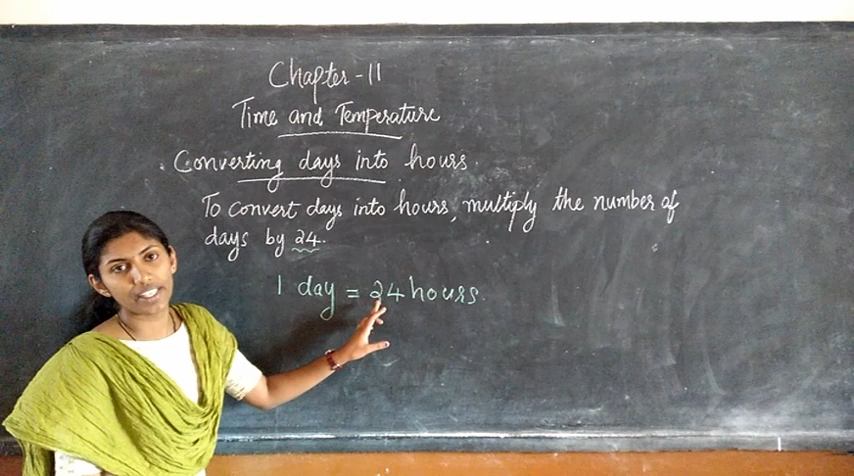 Chapter-11
Time and Temperature
Converting days into hours.
To convert days into hours, multiply the number of
days by 24.
1 day = 24 hours.